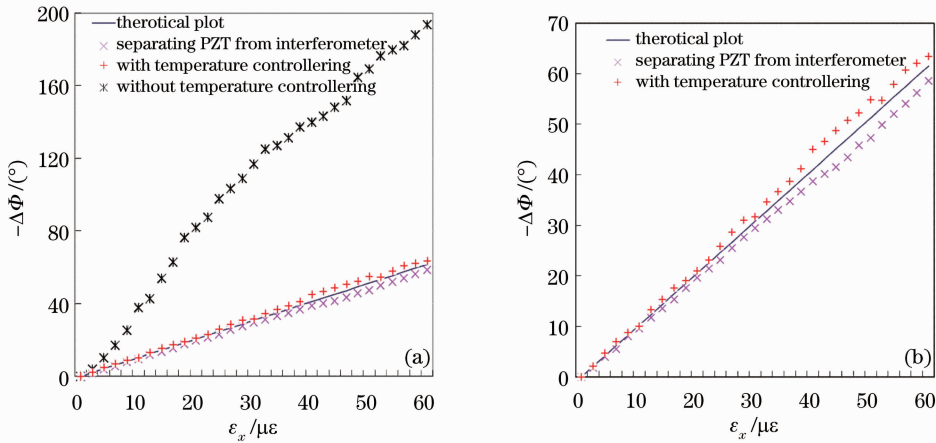 200
160
120
80
40
0
-ΔΦ/(°)
therotical plot
separating PZT from interferometer
with temperature controllering
without temperature controllering
(a)
0 10 20 30 40 50 60
εx/με
70
60
50
40
30
20
10
0
-ΔΦ/(°)
therotical plot
separating PZT from interferometer
with temperature controllering
(b)
0 10 20 30 40 50 60
εx/με